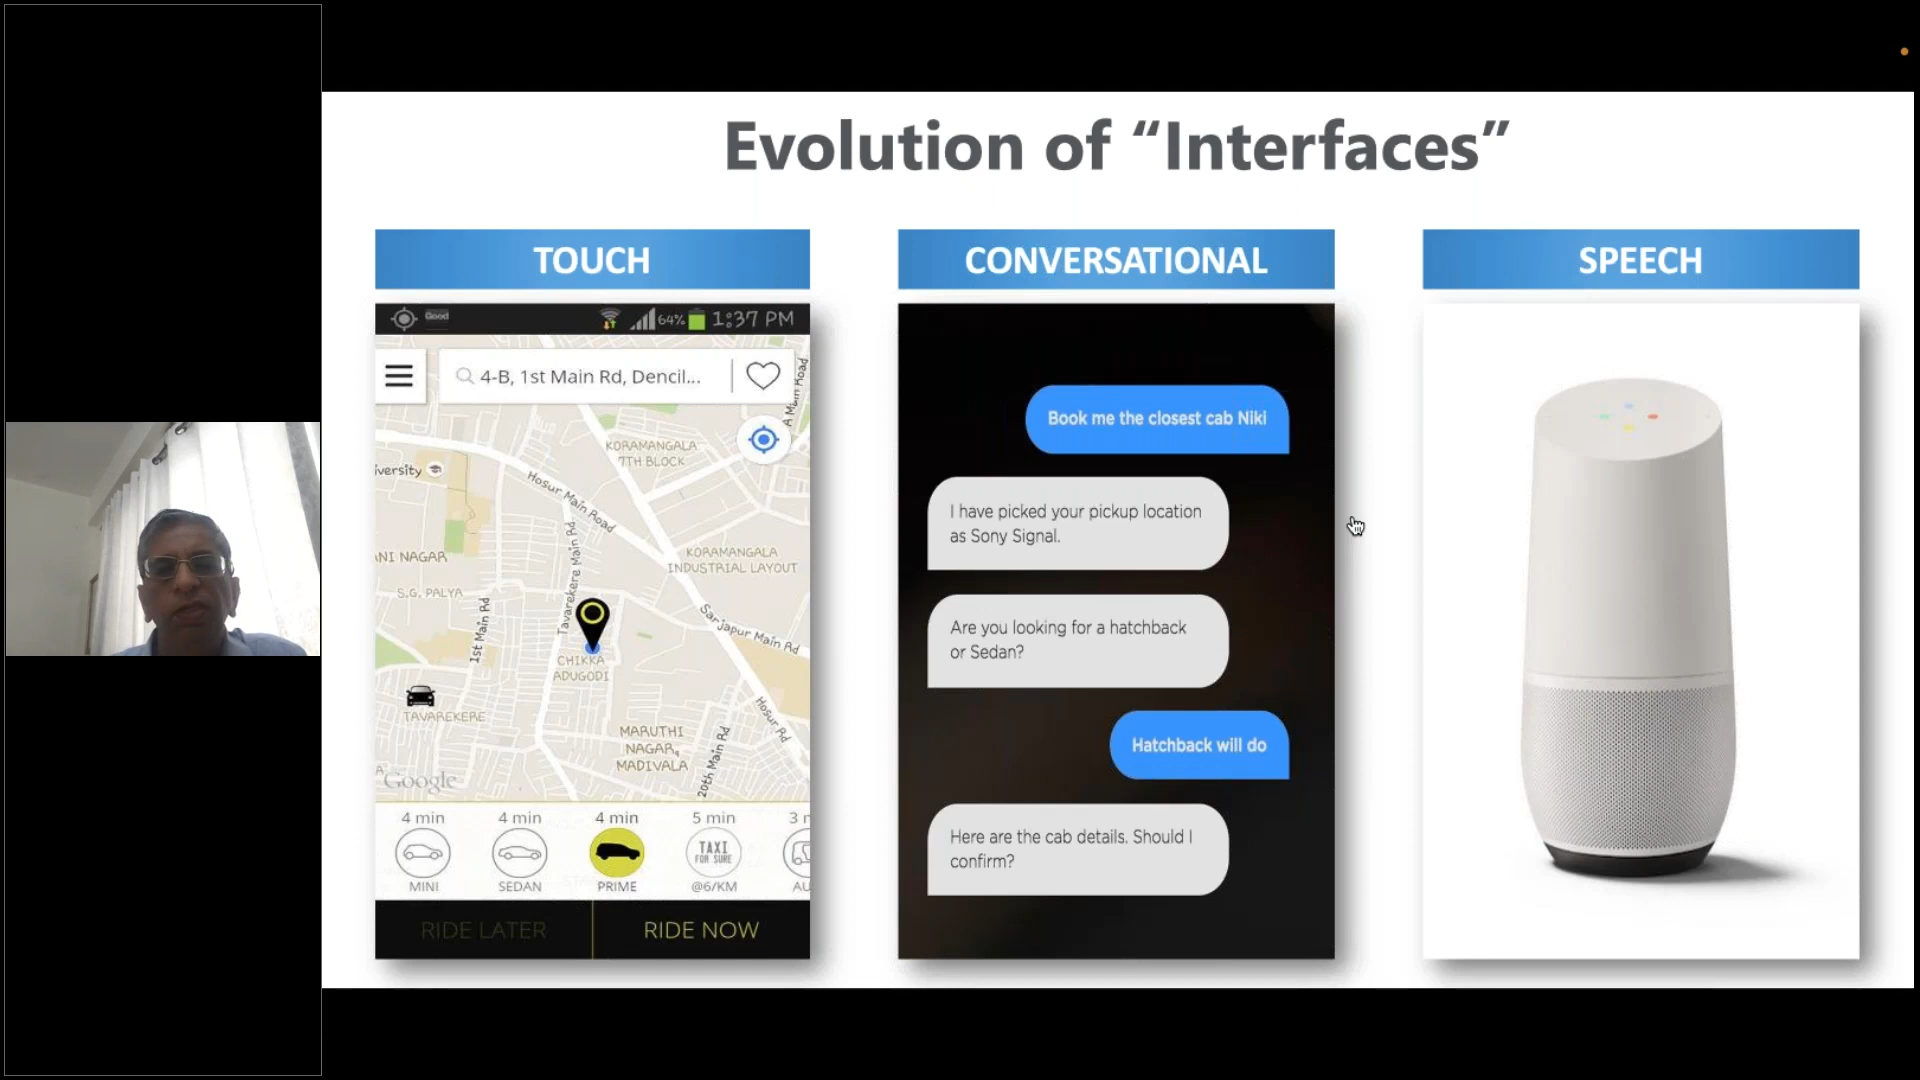 Evolution of “Interfaces”
TOUCH
Good
64%
1:37 PM
4-B, 1st Main Rd, Dencil...
Main Road
A Main
KORAMANGALA
7TH BLOCK
iversity
Hosur Main Road
ANI NAGAR
Tavarekere Main Rd
KORAMANGALA
INDUSTRIAL LAYOUT
S.G. PALYA
1st Main Rd
Sarjapur Main Rd
CHIKKA
ADUGODI
TAVAREKERE
Hosur Rd
MARUTHI
NAGAR,
MADIVALA
20th Main Rd
Google
4 min
4 min
4 min
5 min
3 m
TAXI
FOR SURE
MINI
SEDAN
PRIME
@6/KM
AU
RIDE LATER
RIDE NOW
CONVERSATIONAL
Book me the closest cab Niki
I have picked your pickup location
as Sony Signal.
Are you looking for a hatchback
or Sedan?
Hatchback will do
Here are the cab details. Should I
confirm?
SPEECH